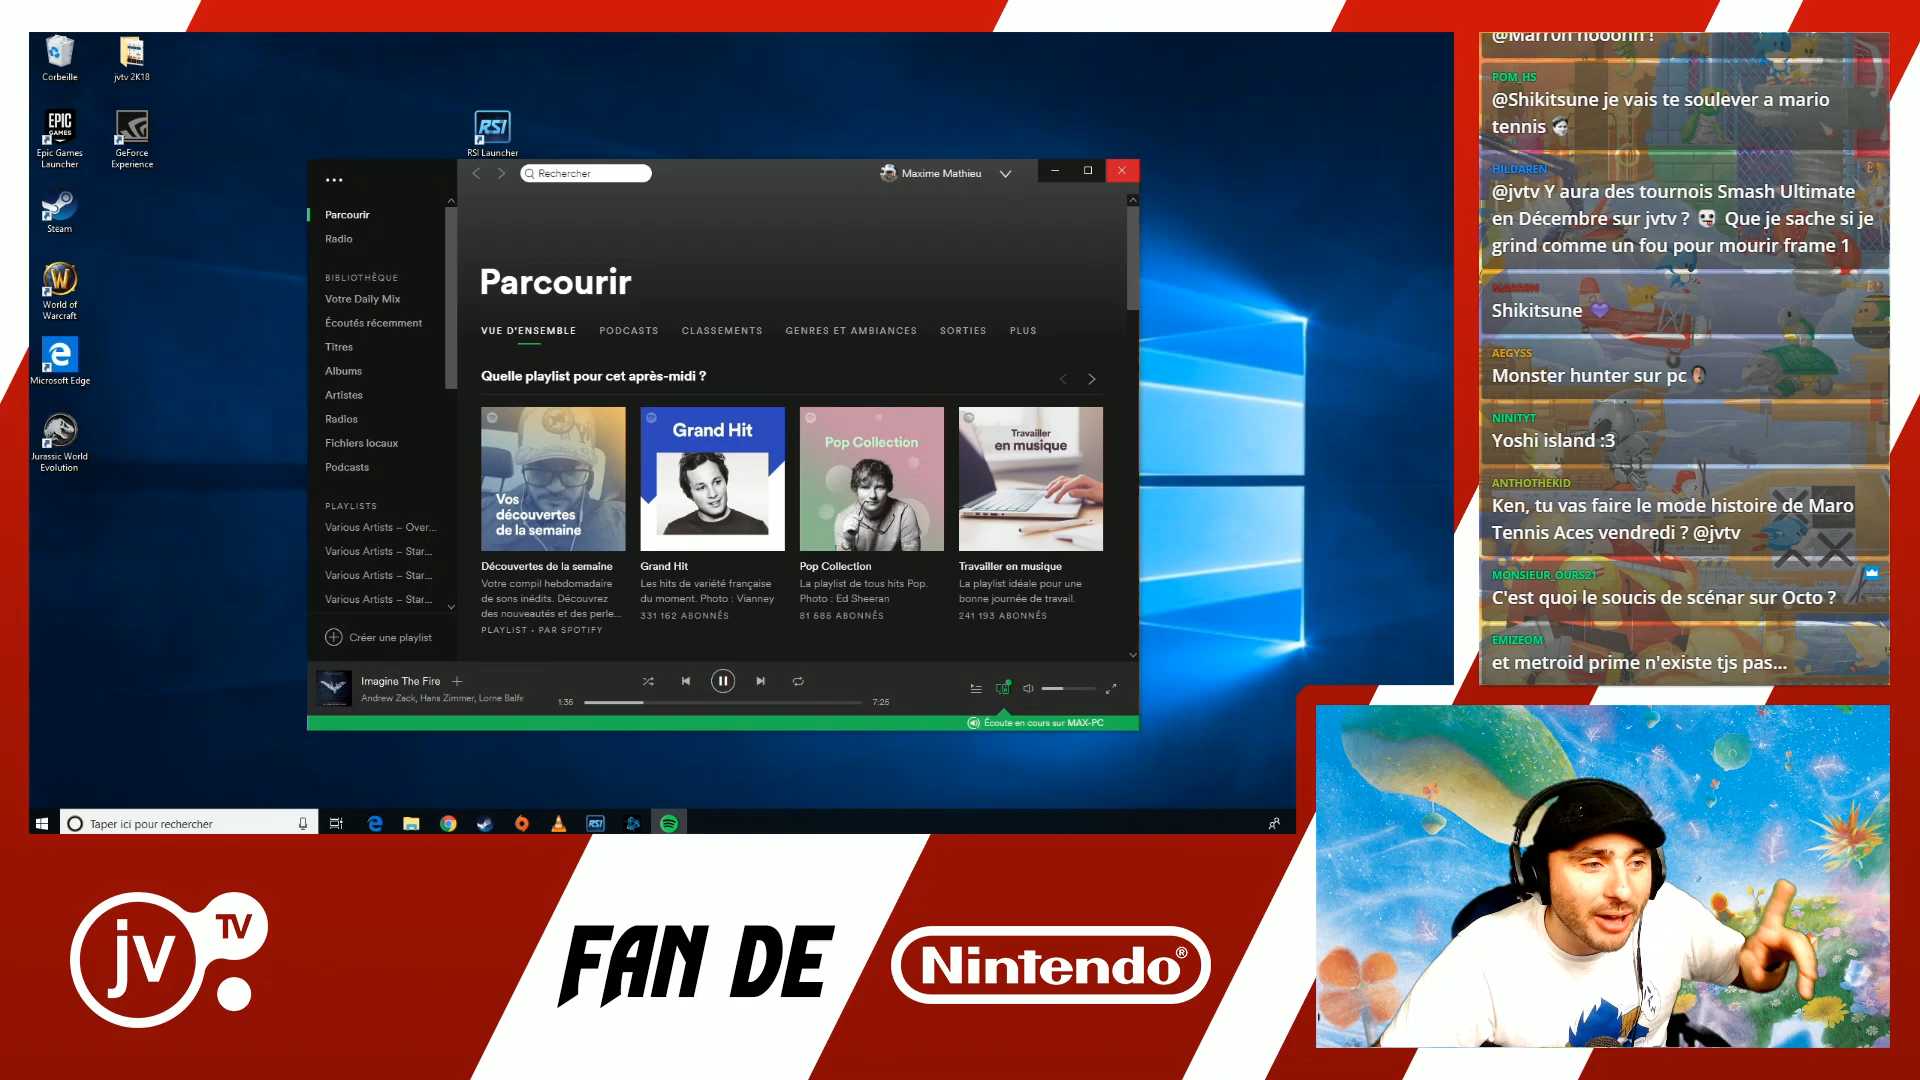 Corbeille
jvtv 2K18
EPIC
GAMES
Epic Games
Launcher
GeForce
Experience
RSI
RSI Launcher
Steam
World of
Warcraft
Microsoft Edge
Jurassic World
Evolution
Rechercher
Maxime Mathieu
Parcourir
Radio
BIBLIOTHÈQUE
Votre Daily Mix
Écoutés récemment
Titres
Albums
Artistes
Radios
Fichiers locaux
Podcasts
PLAYLISTS
Various Artists – Over...
Various Artists – Star...
Various Artists – Star...
Various Artists – Star...
Créer une playlist
Parcourir
VUE D'ENSEMBLE PODCASTS CLASSEMENTS GENRES ET AMBIANCES SORTIES PLUS
Quelle playlist pour cet après-midi ?
Vos
découvertes
de la semaine
Découvertes de la semaine
Votre compil hebdomadaire
de sons inédits. Découvrez
des nouveautés et des perle...
PLAYLIST • PAR SPOTIFY
Grand Hit
Grand Hit
Les hits de variété française
du moment. Photo : Vianney
331 162 ABONNÉS
Pop Collection
Pop Collection
La playlist de tous hits Pop.
Photo : Ed Sheeran
81 585 ABONNÉS
Travailler
en musique
Travailler en musique
La playlist idéale pour une
bonne journée de travail.
241 193 ABONNÉS
Imagine The Fire
Andrew Zack, Hans Zimmer, Lorne Balfe
1:35
7:25
Écoute en cours sur MAX-PC
Taper ici pour rechercher
RSI
@Marr0n nooonn !
POM_HS
@Shikitsune je vais te soulever a mario
tennis
HILDAREN
@jvtv Y aura des tournois Smash Ultimate
en Décembre sur jvtv ? Que je sache si je
grind comme un fou pour mourir frame 1
MARR0N
Shikitsune
AEGYSS
Monster hunter sur pc
NINITYT
Yoshi island :3
ANTHOTHEKID
Ken, tu vas faire le mode histoire de Maro
Tennis Aces vendredi ? @jvtv
MONSIEUR_OURS21
C'est quoi le soucis de scénar sur Octo ?
EMIZEOM
et metroid prime n'existe tjs pas...
jv TV
FAN DE
Nintendo®